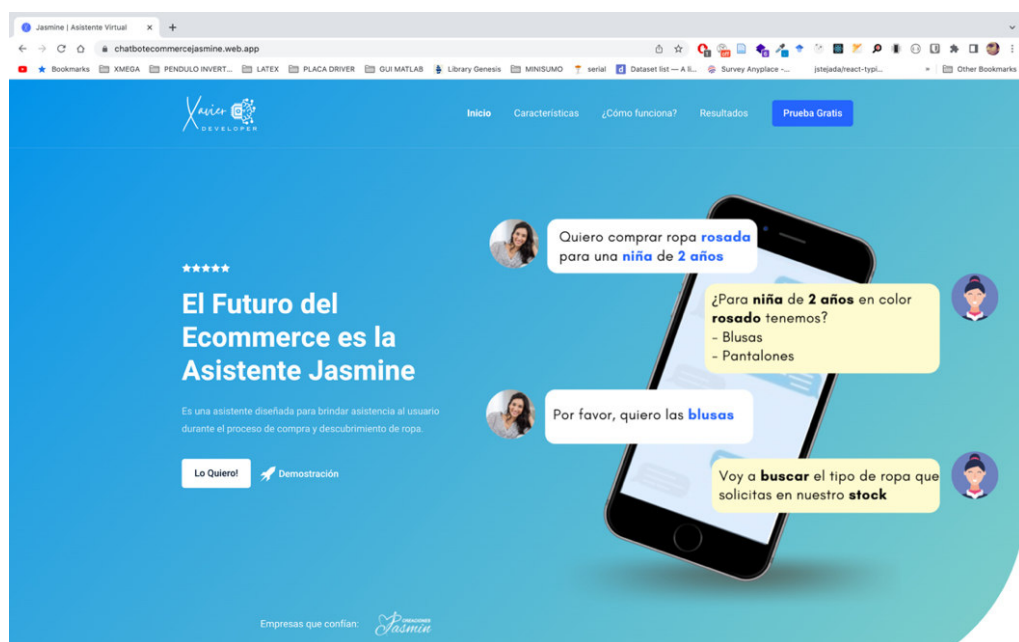 Jasmine | Asistente Virtual
chatbotecommercejasmine.web.app
Bookmarks XMEGA PENDULO INVERT... LATEX PLACA DRIVER GUI MATLAB Library Genesis MINISUMO serial Dataset list — A li... Survey Anyplace -... jstejada/react-typi... » Other Bookmarks
Xavier
DEVELOPER
Inicio Características ¿Cómo funciona? Resultados Prueba Gratis
Quiero comprar ropa rosada
para una niña de 2 años
¿Para niña de 2 años en color
rosado tenemos?
- Blusas
- Pantalones
Por favor, quiero las blusas
Voy a buscar el tipo de ropa que
solicitas en nuestro stock
El Futuro del
Ecommerce es la
Asistente Jasmine
Es una asistente diseñada para brindar asistencia al usuario
durante el proceso de compra y descubrimiento de ropa.
Lo Quiero! Demostración
Empresas que confían:
CREACIONES
Jasmin